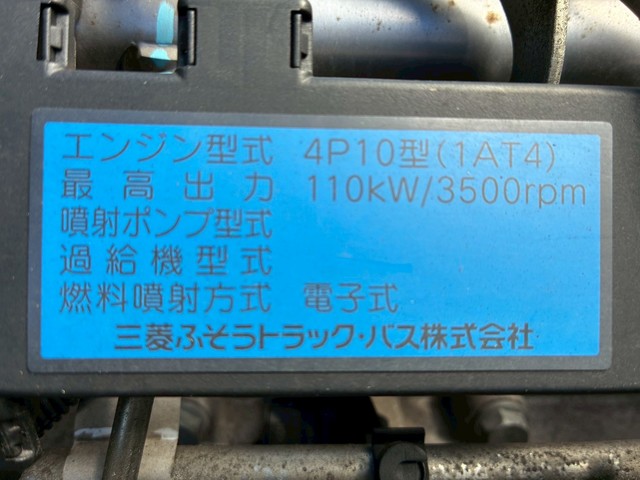 エンジン型式 4P10型(1AT4)
最高出力 110kW/3500rpm
噴射ポンプ型式
過給機型式
燃料噴射方式 電子式
三菱ふそうトラック・バス株式会社